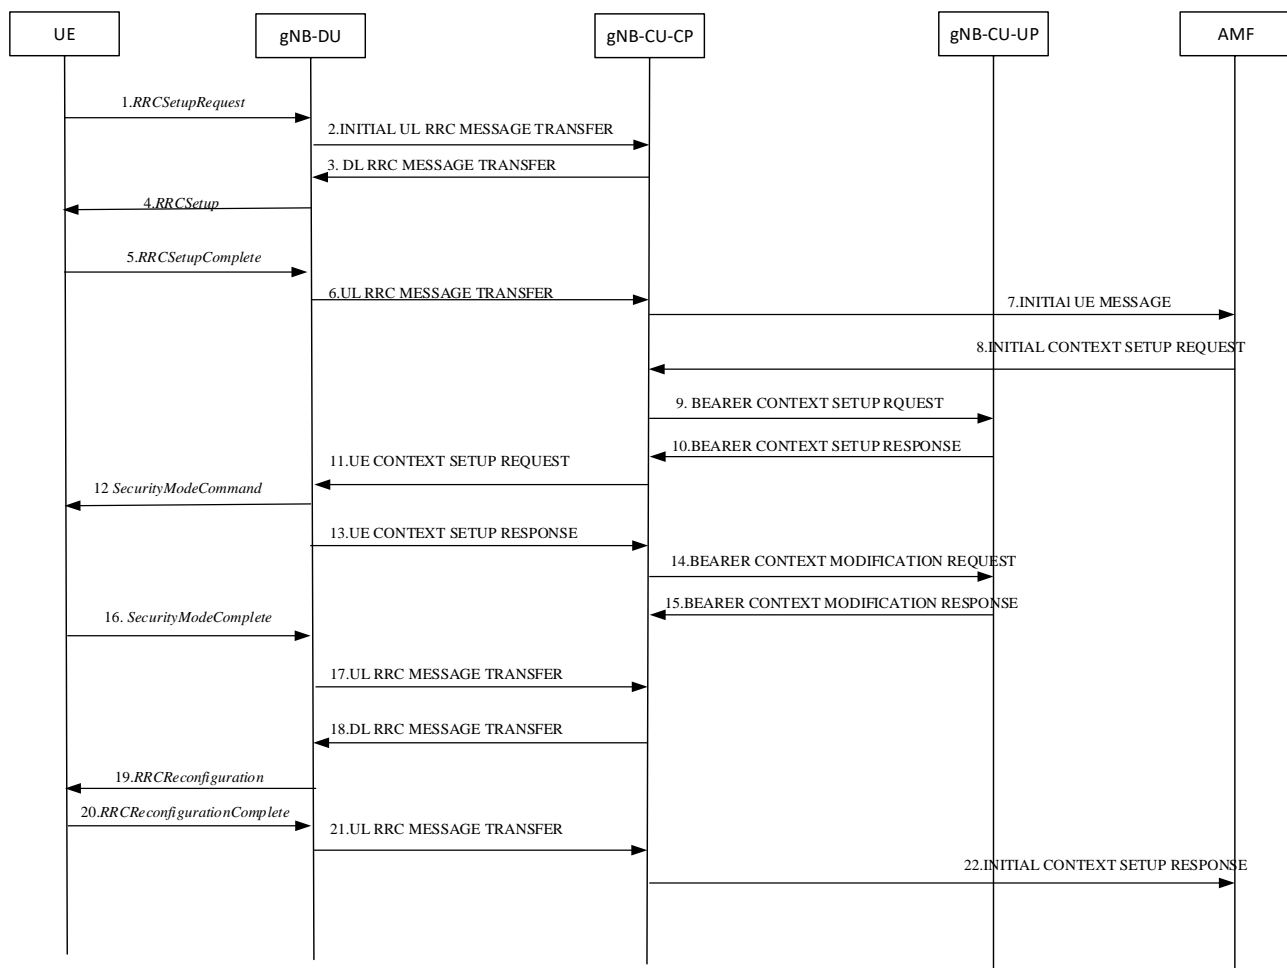 UE
gNB-DU
gNB-CU-CP
gNB-CU-UP
AMF
1.RRCSetupRequest
2.INITIAL UL RRC MESSAGE TRANSFER
3. DL RRC MESSAGE TRANSFER
4.RRCSetup
5.RRCSetupComplete
6.UL RRC MESSAGE TRANSFER
7.INITIAl UE MESSAGE
8.INITIAL CONTEXT SETUP REQUEST
9. BEARER CONTEXT SETUP RQUEST
10.BEARER CONTEXT SETUP RESPONSE
11.UE CONTEXT SETUP REQUEST
12 SecurityModeCommand
13.UE CONTEXT SETUP RESPONSE
14.BEARER CONTEXT MODIFICATION REQUEST
15.BEARER CONTEXT MODIFICATION RESPONSE
16. SecurityModeComplete
17.UL RRC MESSAGE TRANSFER
18.DL RRC MESSAGE TRANSFER
19.RRCReconfiguration
20.RRCReconfigurationComplete
21.UL RRC MESSAGE TRANSFER
22.INITIAL CONTEXT SETUP RESPONSE